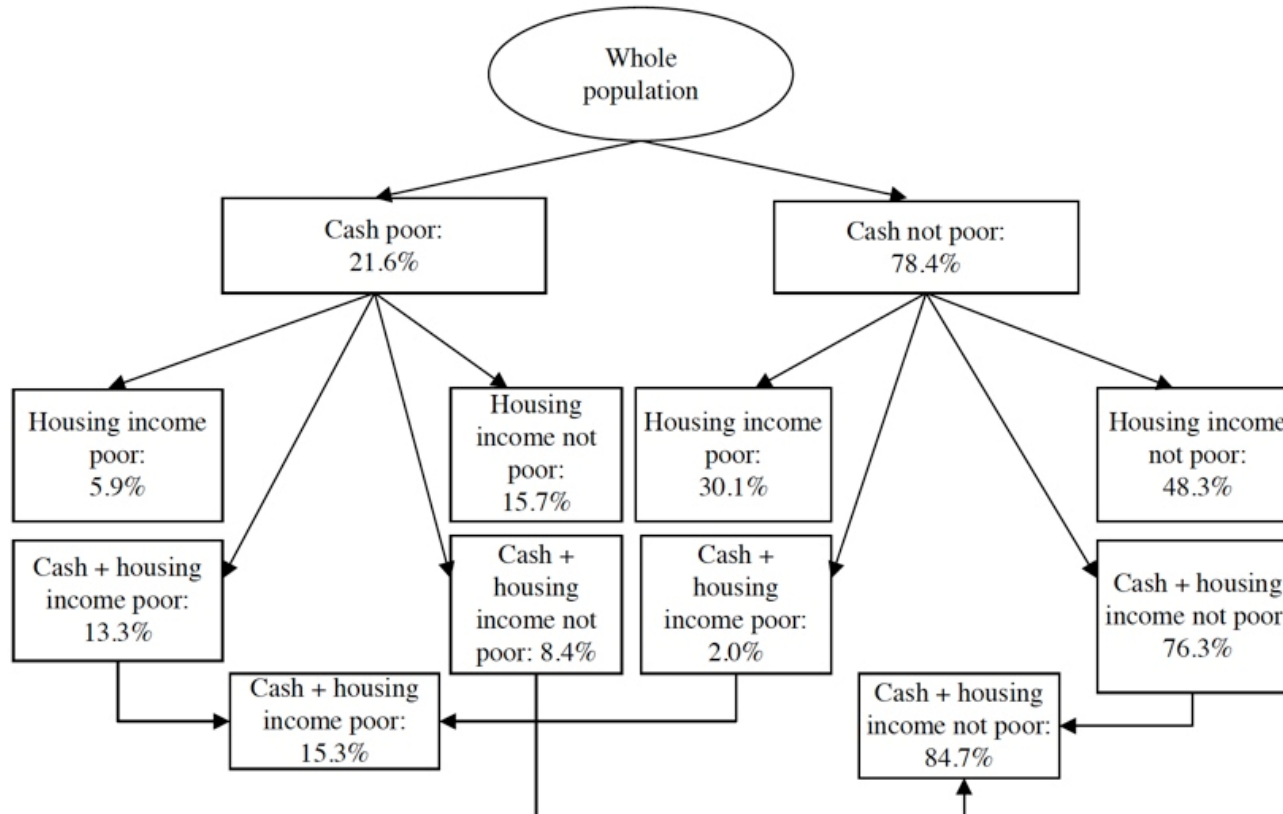 Whole
population
Cash poor:
21.6%
Cash not poor:
78.4%
Housing income
poor:
5.9%
Housing
income not
poor:
15.7%
Housing income
poor:
30.1%
Housing income
not poor:
48.3%
Cash + housing
income poor:
13.3%
Cash +
housing
income not
poor: 8.4%
Cash +
housing
income poor:
2.0%
Cash + housing
income not poor
76.3%
Cash + housing
income poor:
15.3%
Cash + housing
income not poor:
84.7%